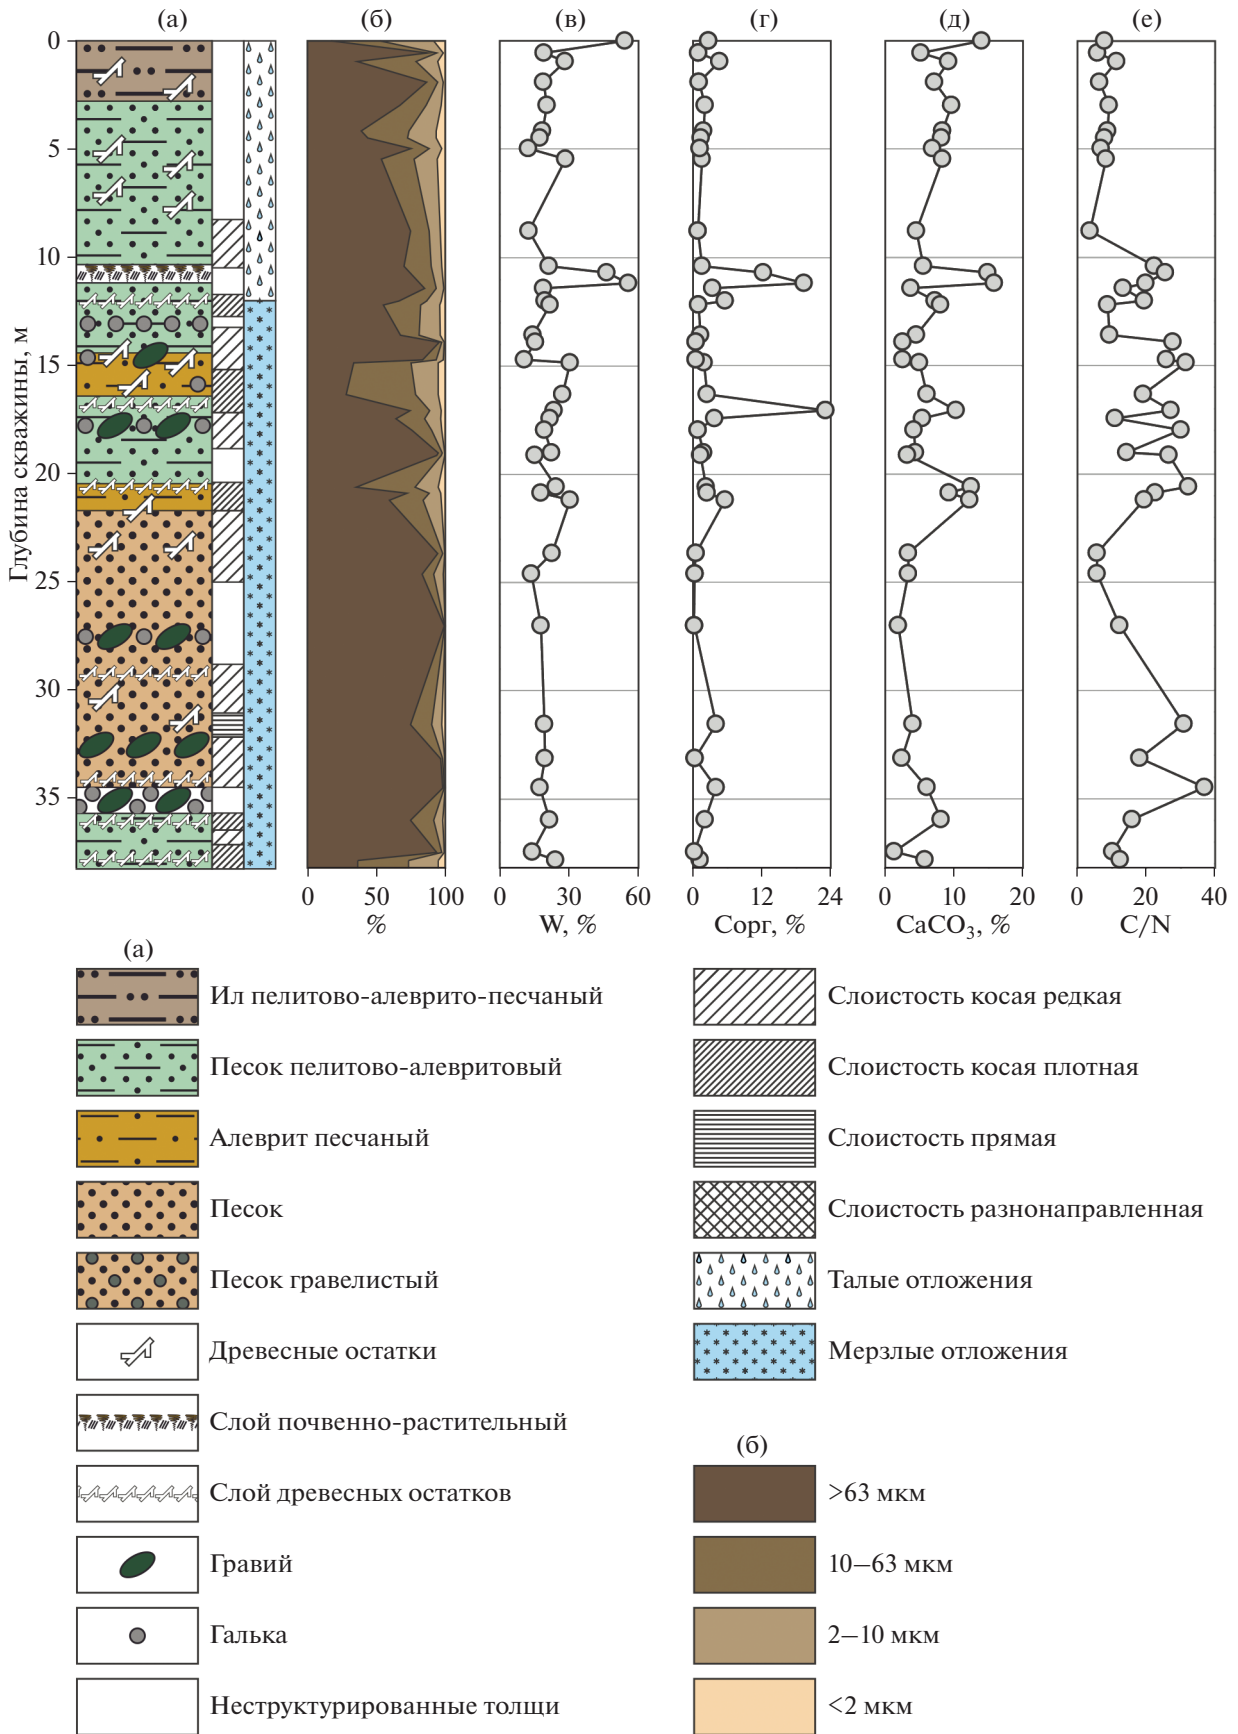 (а)
(б)
(в)
(г)
(д)
(е)
Глубина скважины, м
0
5
10
15
20
25
30
35
0 50 100
%
0 30 60
W, %
0 12 24
Сорг, %
0 10 20
CaCO₃, %
0 20 40
C/N
(а)
Ил пелитово-алеврито-песчаный
Песок пелитово-алевритовый
Алеврит песчаный
Песок
Песок гравелистый
Древесные остатки
Слой почвенно-растительный
Слой древесных остатков
Гравий
Галька
Неструктурированные толщи
Слоистость косая редкая
Слоистость косая плотная
Слоистость прямая
Слоистость разнонаправленная
Талые отложения
Мерзлые отложения
(б)
>63 мкм
10–63 мкм
2–10 мкм
<2 мкм